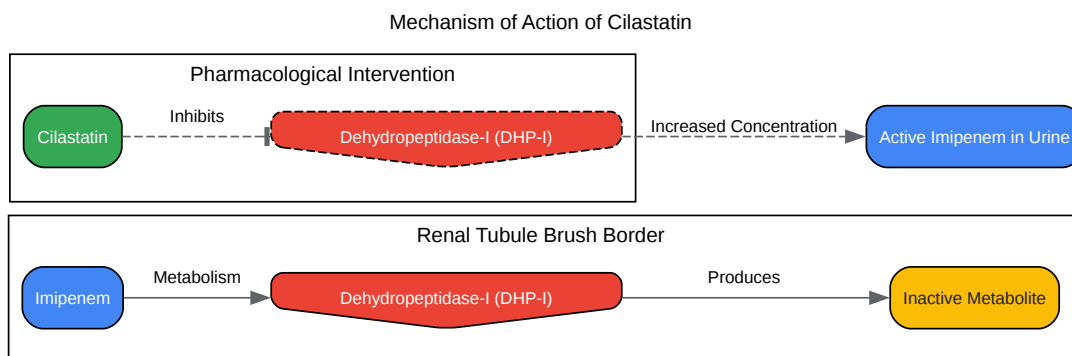 Mechanism of Action of Cilastatin
Pharmacological Intervention
Cilastatin
Inhibits
Dehydropeptidase-I (DHP-I)
Increased Concentration
Active Imipenem in Urine
Renal Tubule Brush Border
Imipenem
Metabolism
Dehydropeptidase-I (DHP-I)
Produces
Inactive Metabolite